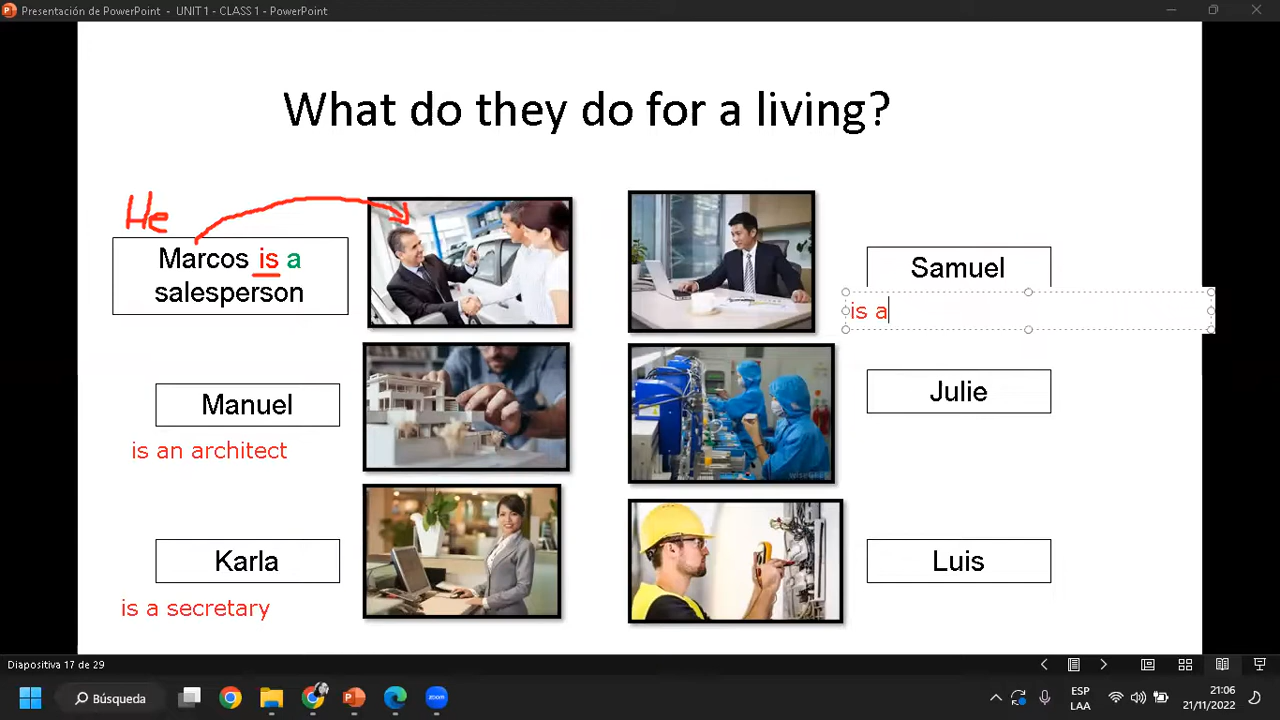 Presentación de PowerPoint - UNIT 1 - CLASS 1 - PowerPoint
What do they do for a living?
He
Marcos is a
salesperson
Samuel
is a
Manuel
is an architect
Julie
Karla
is a secretary
Luis
Diapositiva 17 de 29
Búsqueda
zoom
ESP
LAA
21:06
21/11/2022